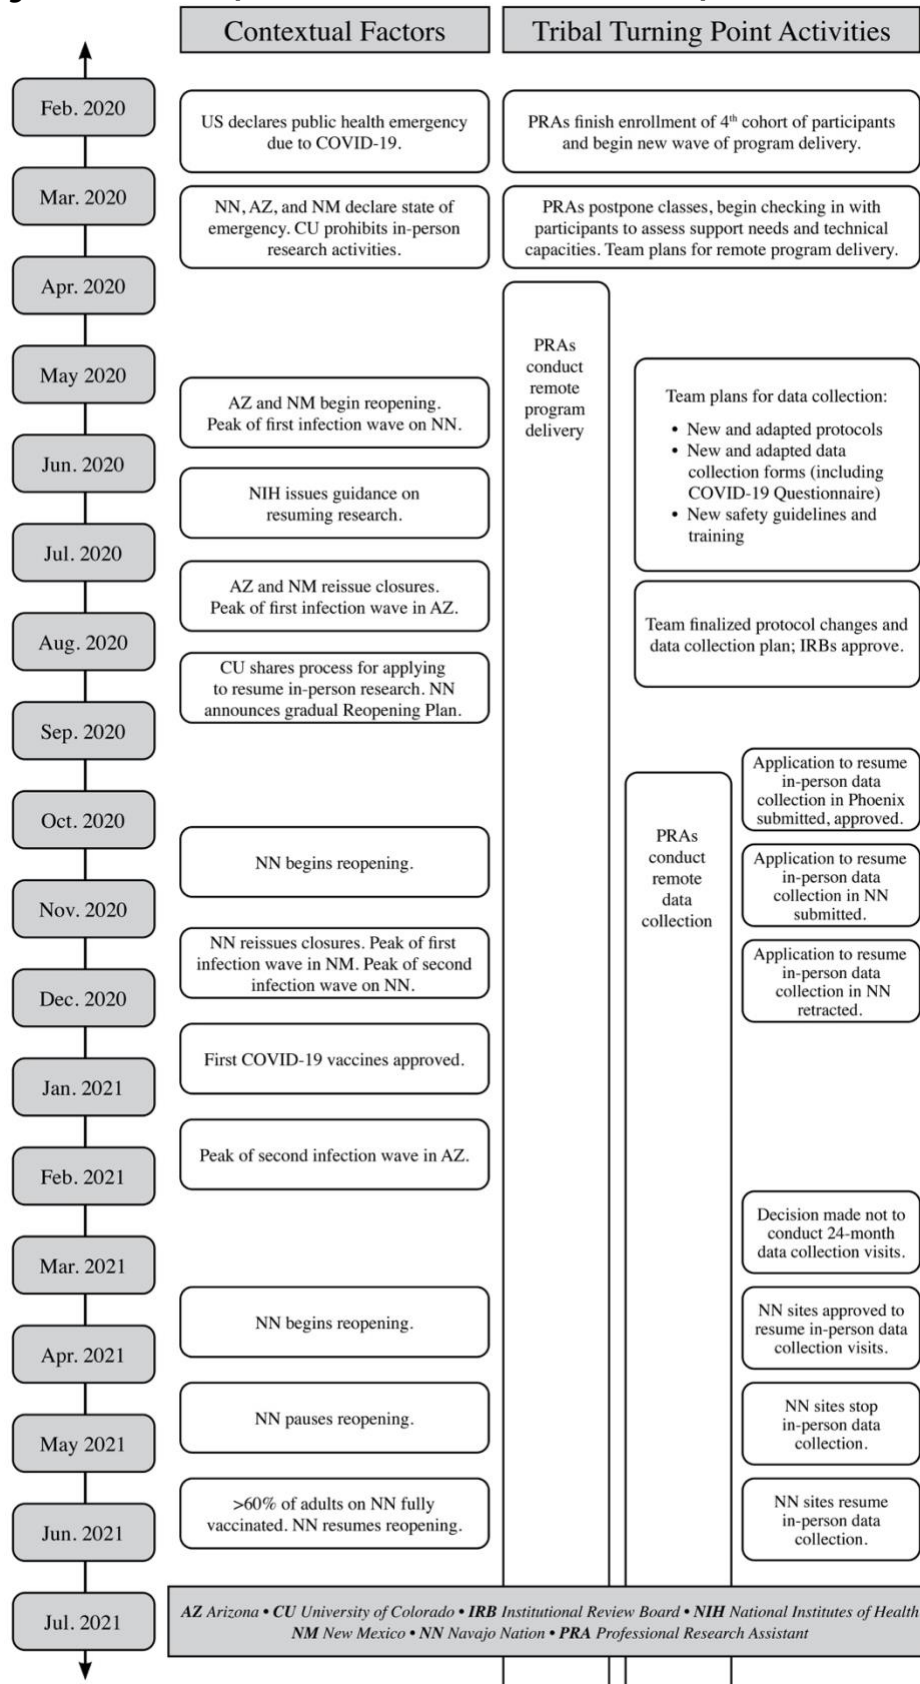 Contextual Factors
Tribal Turning Point Activities
Feb. 2020
US declares public health emergency
due to COVID-19.
PRAs finish enrollment of 4th cohort of participants
and begin new wave of program delivery.
Mar. 2020
NN, AZ, and NM declare state of
emergency. CU prohibits in-person
research activities.
PRAs postpone classes, begin checking in with
participants to assess support needs and technical
capacities. Team plans for remote program delivery.
Apr. 2020
PRAs
conduct
remote
program
delivery
May 2020
AZ and NM begin reopening.
Peak of first infection wave on NN.
Team plans for data collection:
• New and adapted protocols
• New and adapted data
collection forms (including
COVID-19 Questionnaire)
• New safety guidelines and
training
Jun. 2020
NIH issues guidance on
resuming research.
Jul. 2020
AZ and NM reissue closures.
Peak of first infection wave in AZ.
Team finalized protocol changes and
data collection plan; IRBs approve.
Aug. 2020
CU shares process for applying
to resume in-person research. NN
announces gradual Reopening Plan.
Sep. 2020
Application to resume
in-person data
collection in Phoenix
submitted, approved.
Oct. 2020
PRAs
conduct
remote
data
collection
NN begins reopening.
Application to resume
in-person data
collection in NN
submitted.
Nov. 2020
NN reissues closures. Peak of first
infection wave in NM. Peak of second
infection wave on NN.
Application to resume
in-person data
collection in NN
retracted.
Dec. 2020
First COVID-19 vaccines approved.
Jan. 2021
Peak of second infection wave in AZ.
Feb. 2021
Decision made not to
conduct 24-month
data collection visits.
Mar. 2021
NN begins reopening.
NN sites approved to
resume in-person data
collection visits.
Apr. 2021
NN pauses reopening.
NN sites stop
in-person data
collection.
May 2021
>60% of adults on NN fully
vaccinated. NN resumes reopening.
NN sites resume
in-person data
collection.
Jun. 2021
Jul. 2021
AZ Arizona • CU University of Colorado • IRB Institutional Review Board • NIH National Institutes of Health
NM New Mexico • NN Navajo Nation • PRA Professional Research Assistant